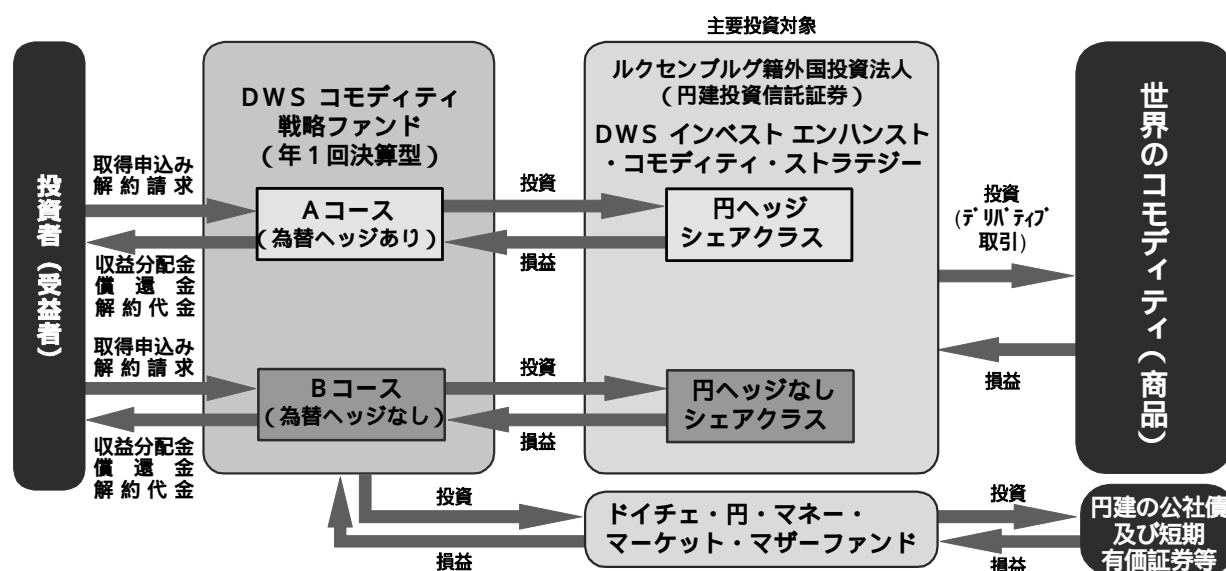 主要投資対象
投資者（受益者）
取得申込み
解約請求
収益分配金
償還金
解約代金
取得申込み
解約請求
収益分配金
償還金
解約代金
ＤＷＳ コモディティ
戦略ファンド
（年１回決算型）
Ａコース
（為替ヘッジあり）
Ｂコース
（為替ヘッジなし）
投資
損益
投資
損益
ルクセンブルグ籍外国投資法人
（円建投資信託証券）
ＤＷＳ インベスト エンハンスト
・コモディティ・ストラテジー
円ヘッジ
シェアクラス
円ヘッジなし
シェアクラス
投資
(ﾃﾞﾘﾊﾞﾃｨﾌﾞ
取引)
損益
世界のコモディティ（商品）
投資
損益
ドイチェ・円・マネー・
マーケット・マザーファンド
投資
損益
円建の公社債
及び短期
有価証券等